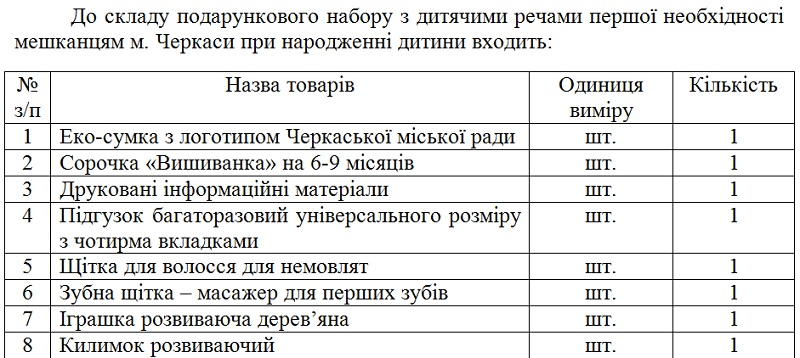 До складу подарункового набору з дитячими речами першої необхідності
мешканцям м. Черкаси при народженні дитини входить:
№ з/п Назва товарів Одиниця виміру Кількість
1 Еко-сумка з логотипом Черкаської міської ради шт. 1
2 Сорочка «Вишиванка» на 6-9 місяців шт. 1
3 Друковані інформаційні матеріали шт. 1
4 Підгузок багаторазовий універсального розміру шт. 1
з чотирма вкладками
5 Щітка для волосся для немовлят шт. 1
6 Зубна щітка – масажер для перших зубів шт. 1
7 Іграшка розвиваюча дерев’яна шт. 1
8 Килимок розвиваючий шт. 1